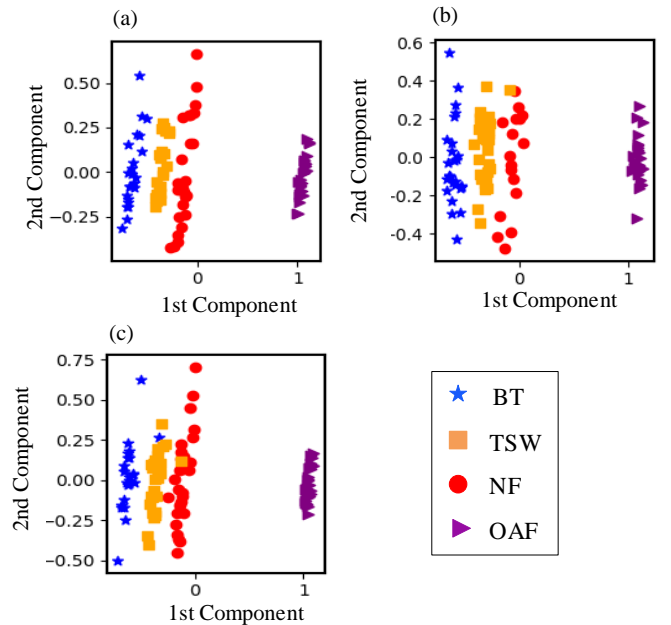 (a)
2nd Component
0.50
0.25
0.00
−0.25
0
1
1st Component
(b)
2nd Component
0.6
0.4
0.2
0.0
-0.2
-0.4
0
1
1st Component
(c)
2nd Component
0.75
0.50
0.25
0.00
−0.25
−0.50
0
1
1st Component
BT
TSW
NF
OAF